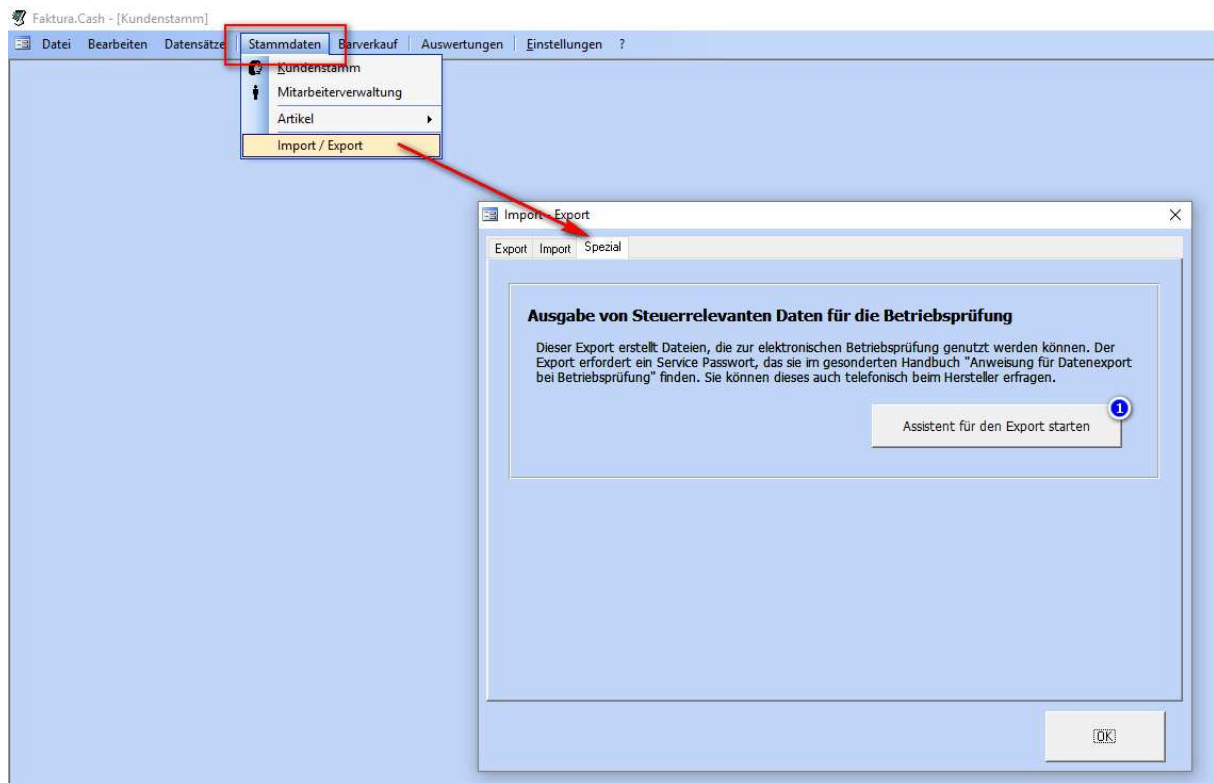 Faktura.Cash - [Kundenstamm]
Datei Bearbeiten Datensätze Stammdaten Barverkauf Auswertungen Einstellungen ?
Kundenstamm
Mitarbeiterverwaltung
Artikel
Import / Export
Import - Export
Export Import Spezial
Ausgabe von Steuerrelevanten Daten für die Betriebsprüfung
Dieser Export erstellt Dateien, die zur elektronischen Betriebsprüfung genutzt werden können. Der
Export erfordert ein Service Passwort, das sie im gesonderten Handbuch "Anweisung für Datenexport
bei Betriebsprüfung" finden. Sie können dieses auch telefonisch beim Hersteller erfragen.
1
Assistent für den Export starten
OK